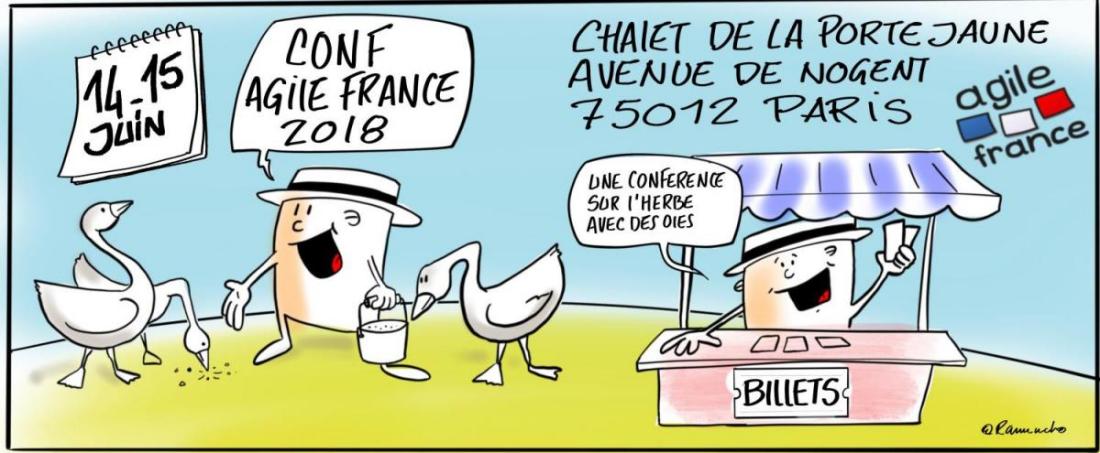 14-15
JUIN
CONF
AGILE FRANCE
2018
CHALET DE LA PORTE JAUNE
AVENUE DE NOGENT
75012 PARIS
agile
france
UNE CONFERENCE
SUR l'HERBE
AVEC DES OIES
BILLETS